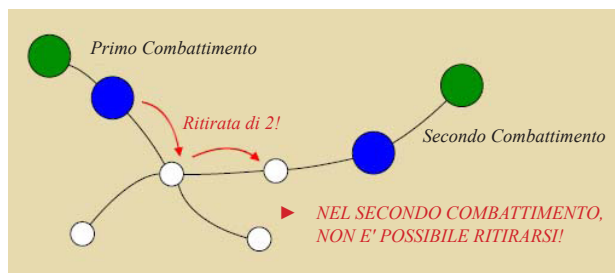 Primo Combattimento
Ritirata di 2!
Secondo Combattimento
► NEL SECONDO COMBATTIMENTO,
NON E' POSSIBILE RITIRARSI!